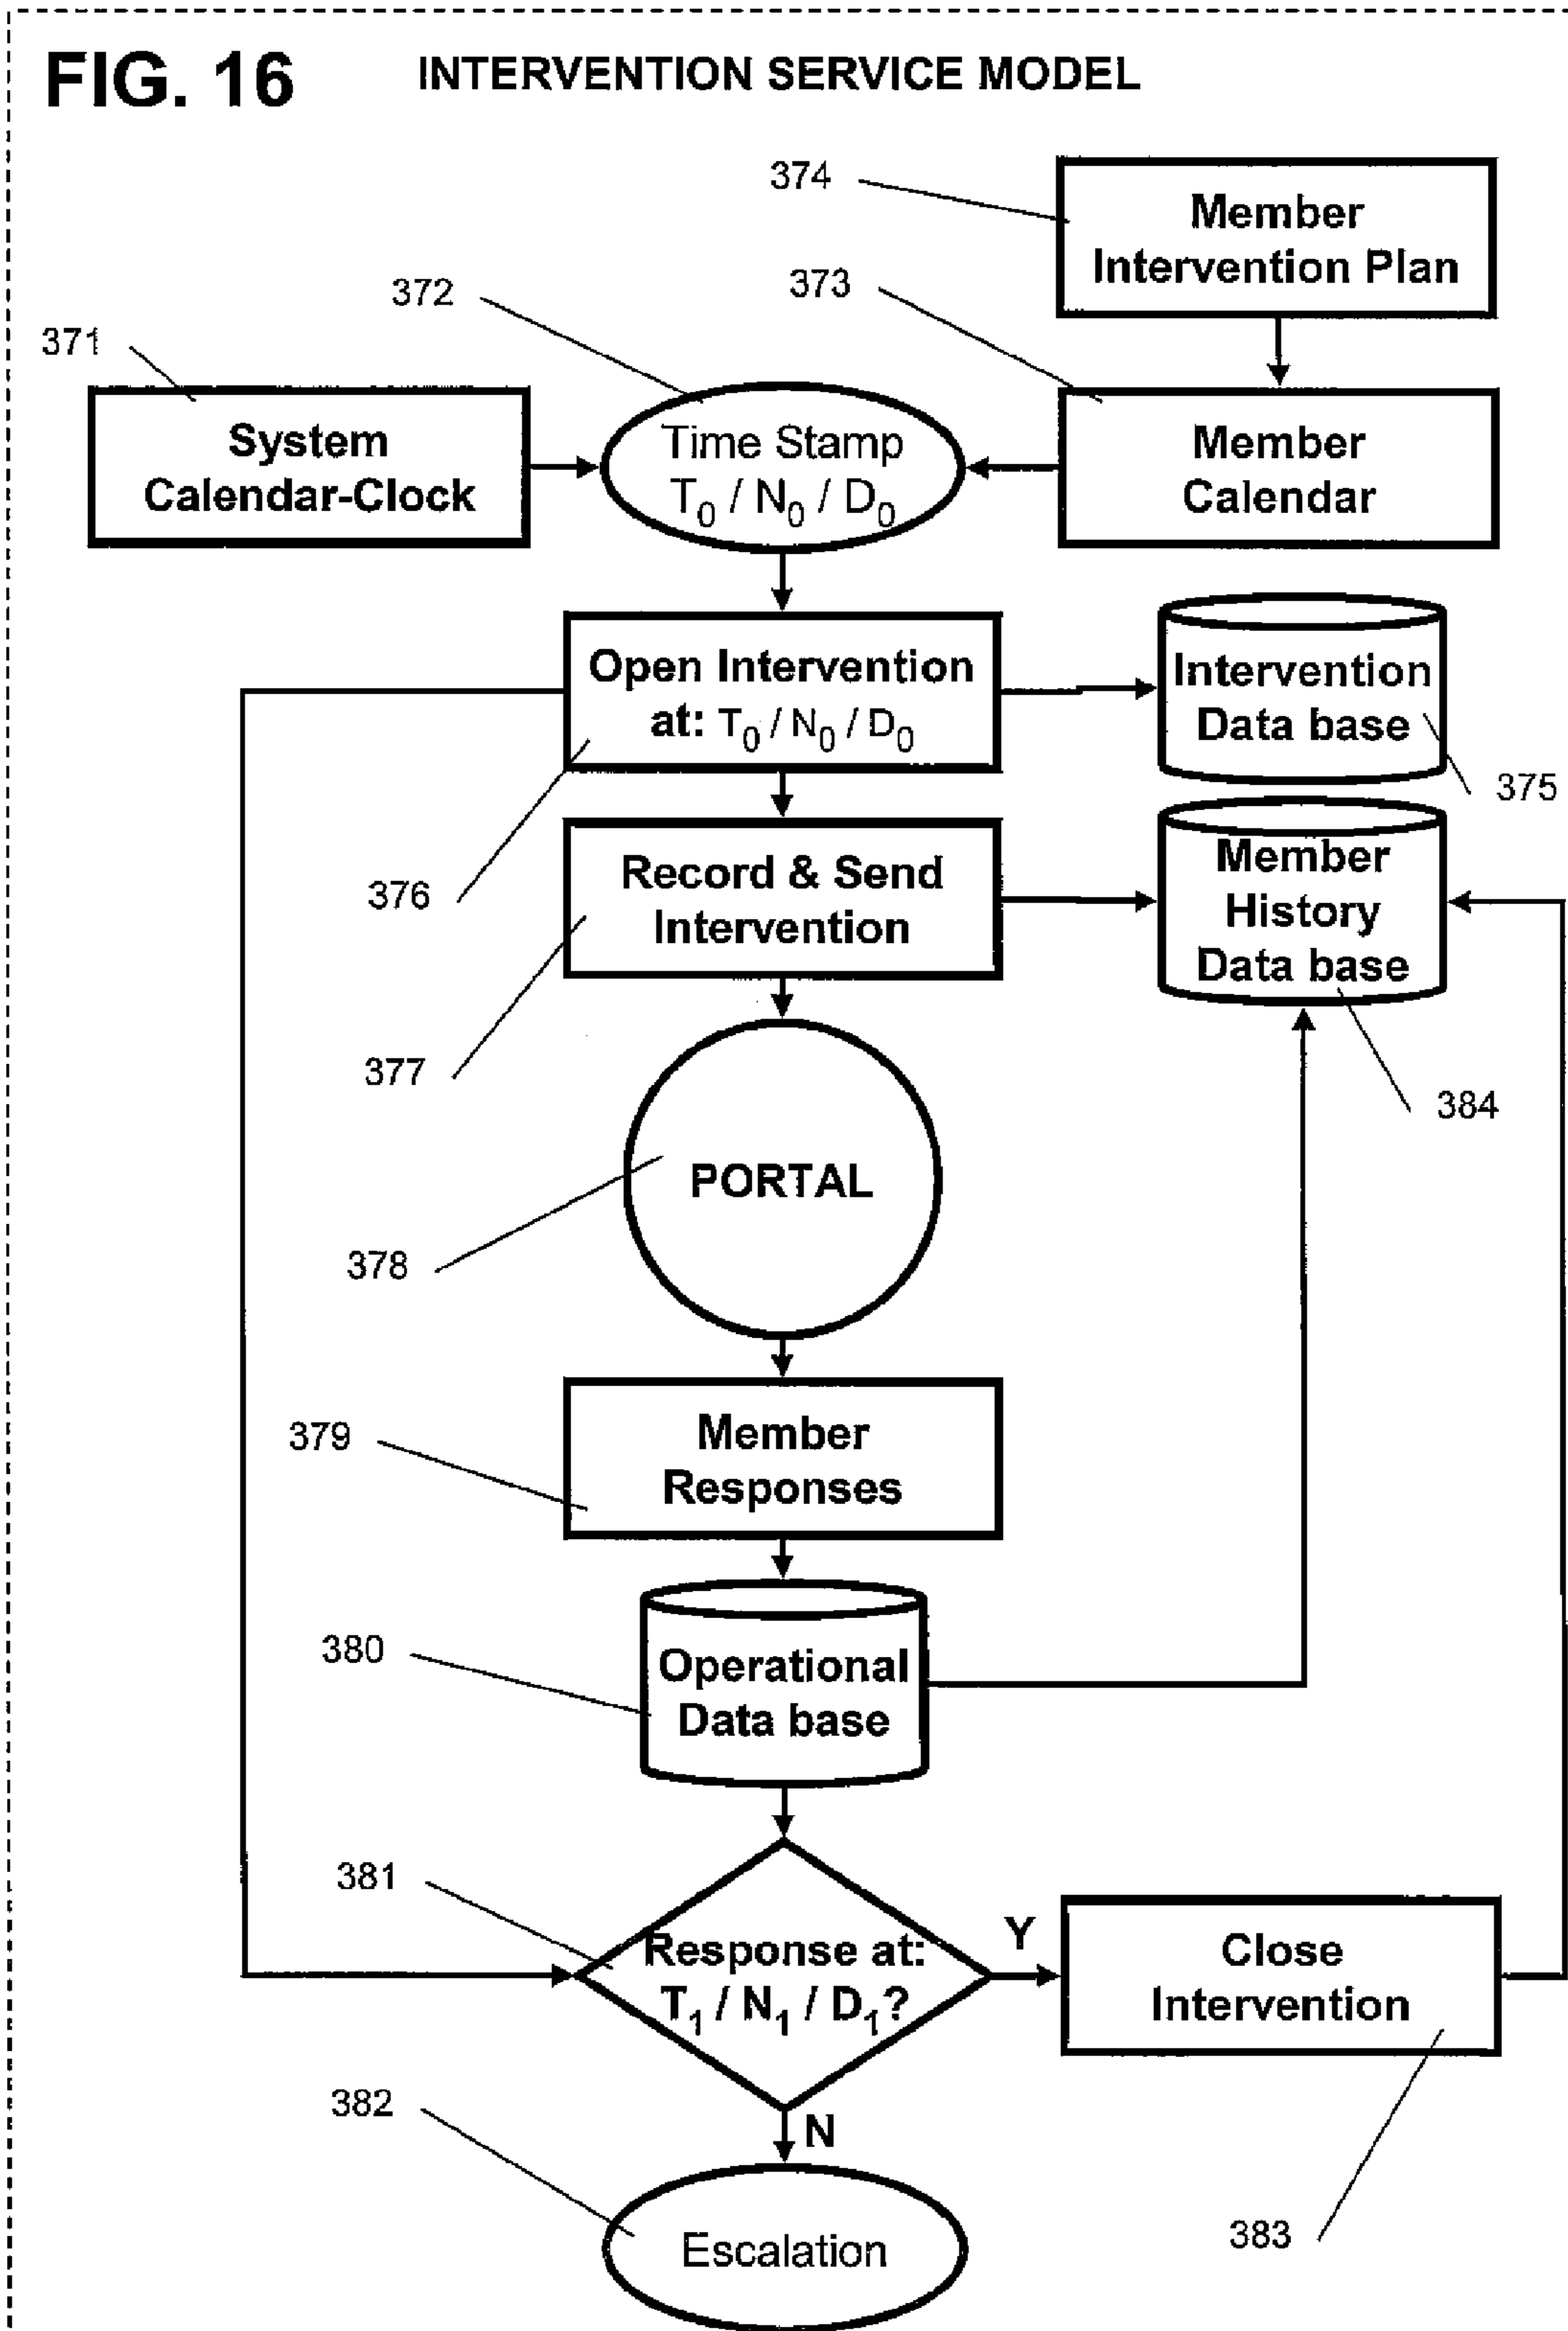 FIG. 16 INTERVENTION SERVICE MODEL
374
Member
Intervention Plan
372
373
371
System
Calendar-Clock
Time Stamp
T₀ / N₀ / D₀
Member
Calendar
Open Intervention
at: T₀ / N₀ / D₀
Intervention
Data base
375
376
Record & Send
Intervention
Member
History
Data base
377
384
PORTAL
378
379
Member
Responses
380
Operational
Data base
381
Response at:
T₁ / N₁ / D₁?
Y
Close
Intervention
382
N
383
Escalation